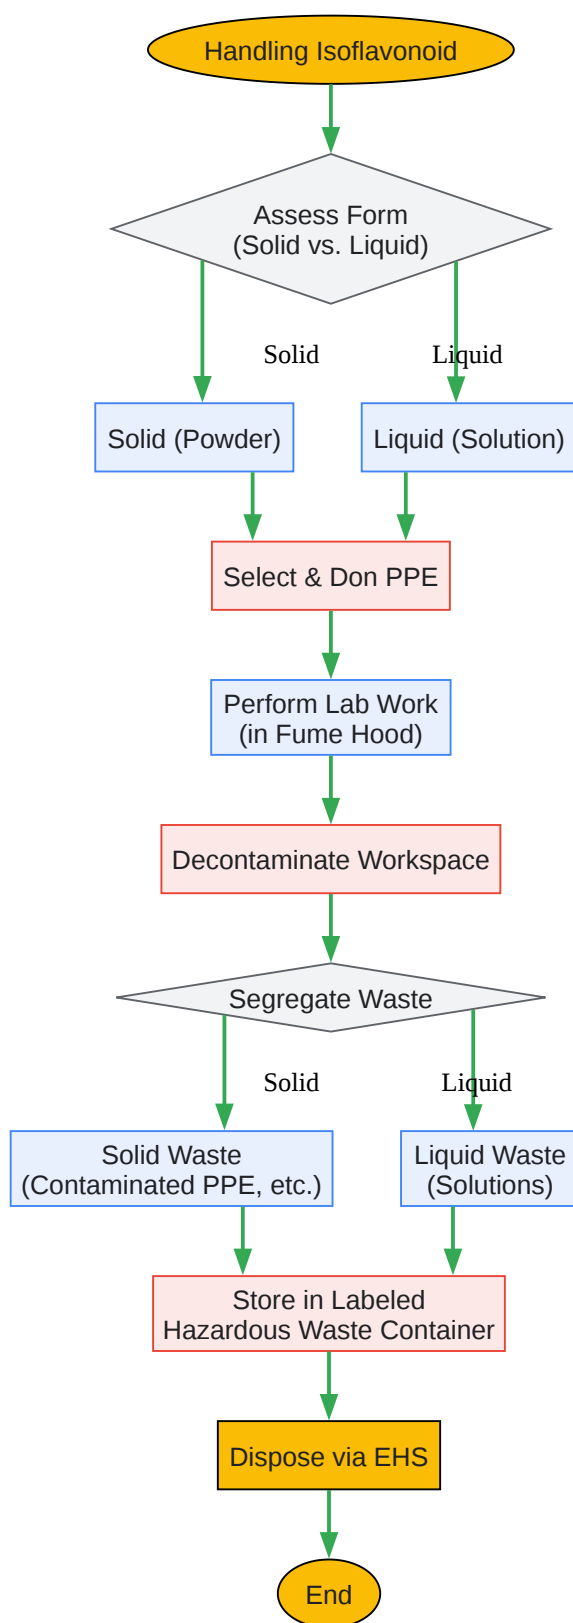 Handling Isoflavonoid
Assess Form
(Solid vs. Liquid)
Solid
Liquid
Solid (Powder)
Liquid (Solution)
Select & Don PPE
Perform Lab Work
(in Fume Hood)
Decontaminate Workspace
Segregate Waste
Solid
Liquid
Solid Waste
(Contaminated PPE, etc.)
Liquid Waste
(Solutions)
Store in Labeled
Hazardous Waste Container
Dispose via EHS
End